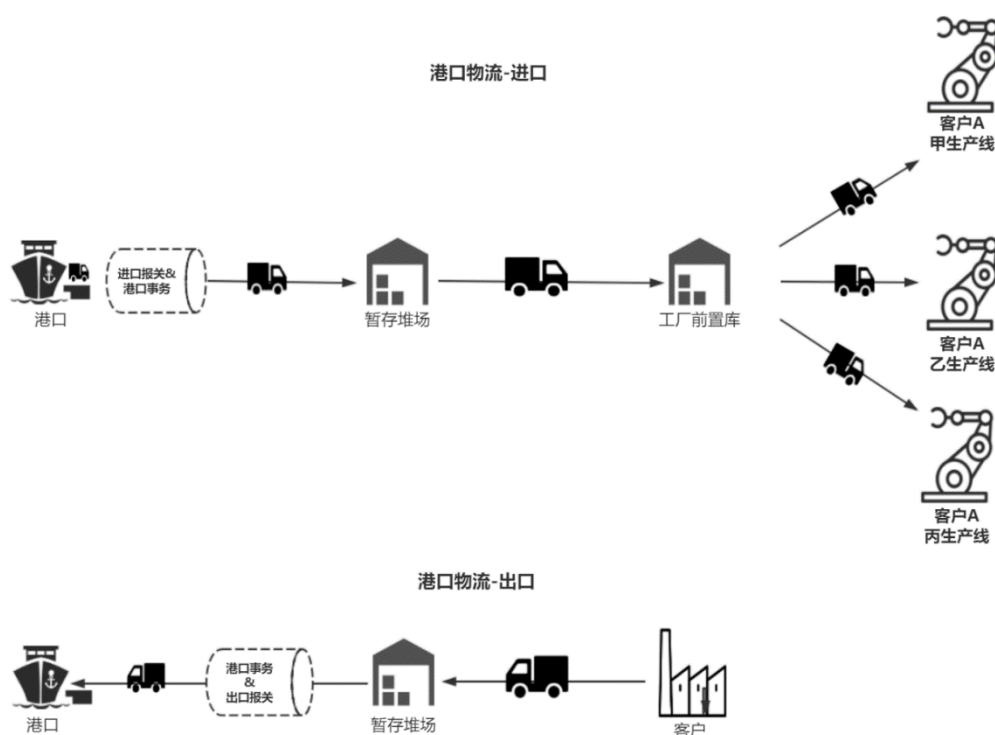 港口物流-进口
客户A
甲生产线
进口报关&
港口事务
港口
暂存堆场
工厂前置库
客户A
乙生产线
客户A
丙生产线
港口物流-出口
港口事务
&
出口报关
港口
暂存堆场
客户